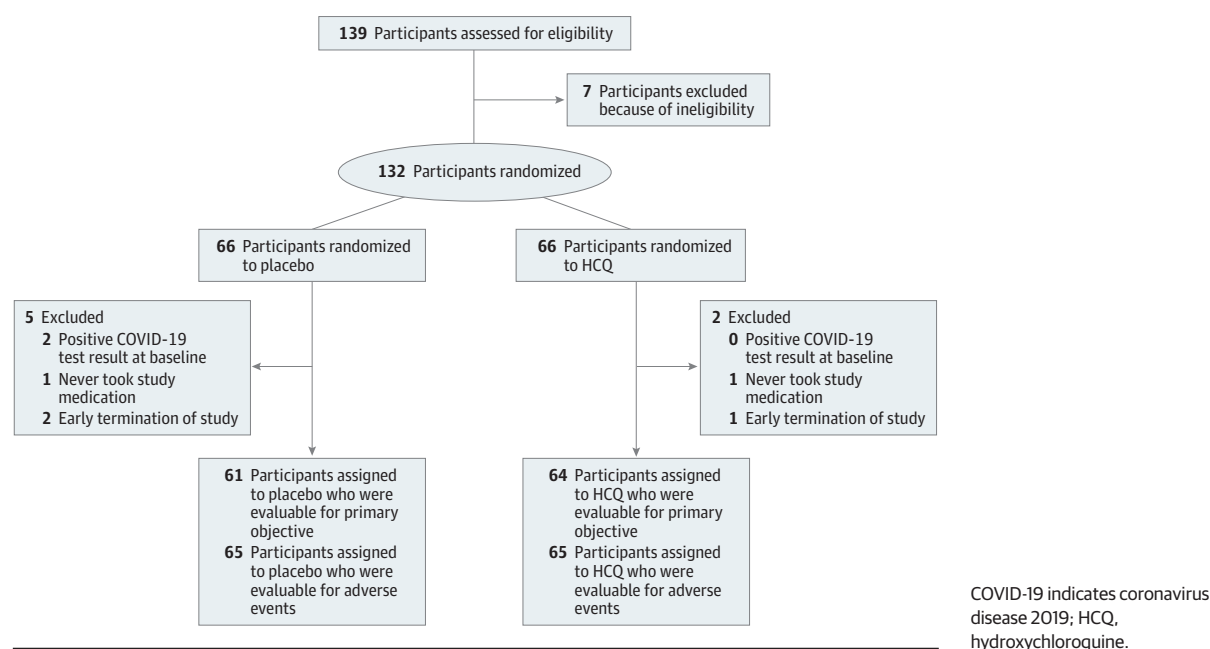 139 Participants assessed for eligibility
7 Participants excluded
because of ineligibility
132 Participants randomized
66 Participants randomized
to placebo
66 Participants randomized
to HCQ
5 Excluded
2 Positive COVID-19
test result at baseline
1 Never took study
medication
2 Early termination of study
2 Excluded
0 Positive COVID-19
test result at baseline
1 Never took study
medication
1 Early termination of study
61 Participants assigned
to placebo who were
evaluable for primary
objective
65 Participants assigned
to placebo who were
evaluable for adverse
events
64 Participants assigned
to HCQ who were
evaluable for primary
objective
65 Participants assigned
to HCQ who were
evaluable for adverse
events
COVID-19 indicates coronavirus
disease 2019; HCQ,
hydroxychloroquine.